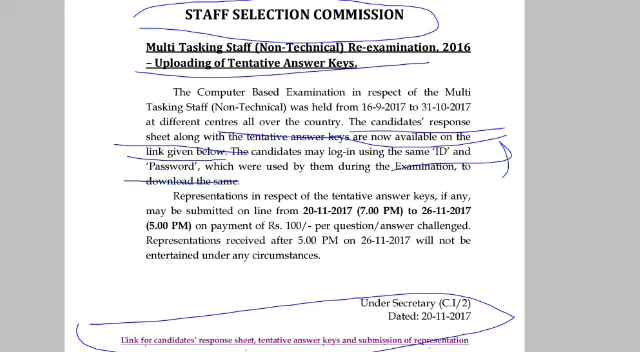 STAFF SELECTION COMMISSION
Multi Tasking Staff (Non-Technical) Re-examination, 2016
– Uploading of Tentative Answer Keys.
The Computer Based Examination in respect of the Multi
Tasking Staff (Non-Technical) was held from 16-9-2017 to 31-10-2017
at different centres all over the country. The candidates’ response
sheet along with the tentative answer keys are now available on the
link given below. The candidates may log-in using the same ‘ID’ and
‘Password’, which were used by them during the Examination, to
download the same.
Representations in respect of the tentative answer keys, if any,
may be submitted on line from 20-11-2017 (7.00 PM) to 26-11-2017
(5.00 PM) on payment of Rs. 100/- per question/answer challenged.
Representations received after 5.00 PM on 26-11-2017 will not be
entertained under any circumstances.
Under Secretary (C.I/2)
Dated: 20-11-2017
Link for candidates’ response sheet, tentative answer keys and submission of representation